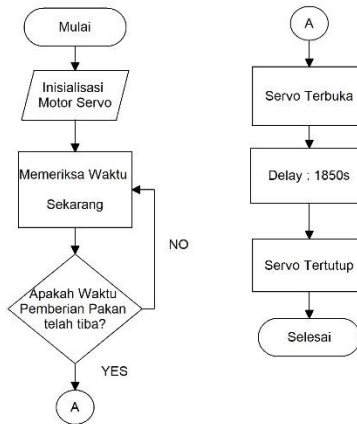 Mulai
Inisialisasi
Motor Servo
Memeriksa Waktu
Sekarang
NO
Apakah Waktu
Pemberian Pakan
telah tiba?
YES
A
A
Servo Terbuka
Delay : 1850s
Servo Tertutup
Selesai